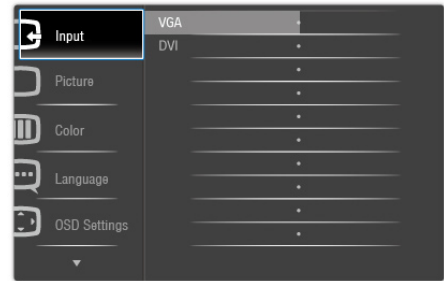 Input
VGA
DVI
Picture
Color
Language
OSD Settings